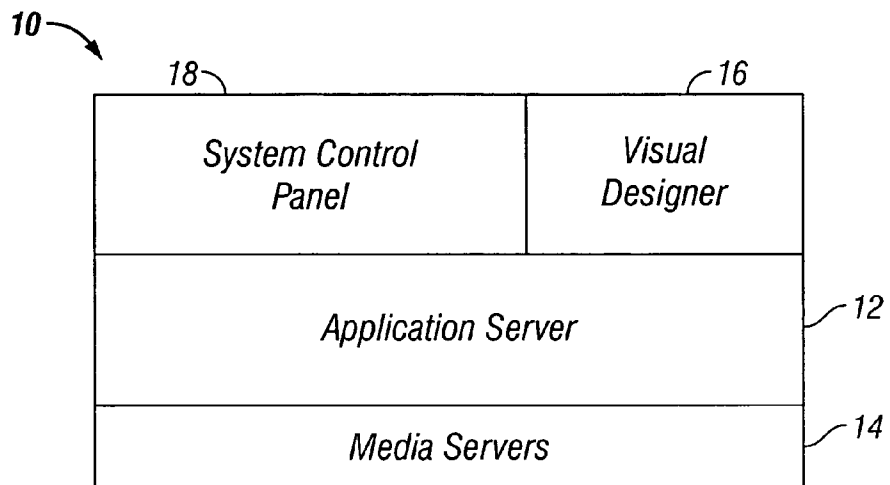 10
18
16
System Control
Panel
Visual
Designer
Application Server
12
Media Servers
14